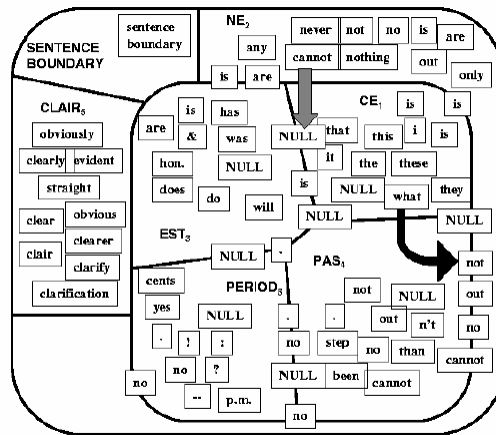 sentence
boundary
SENTENCE
BOUNDARY
NE2
never not no is are
any
cannot nothing out
is are only
CLAIR5
obviously
clearly evident
straight
clear obvious
clair clearer
clarify
clarification
CE1
is has is is
are & was NULL that this i is
hon. NULL it the these
does do is NULL what they
will NULL NULL
EST3
NULL .
PAS4
not
cents
PERIOD3
not NULL out
yes NULL . . out n't no
. ! : no step no than cannot
no ? NULL been cannot
no -- p.m.
no